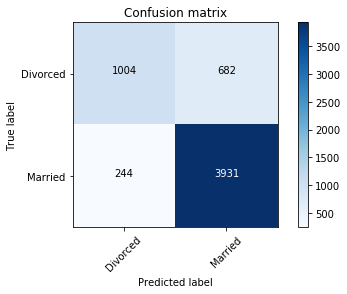 Confusion matrix
Divorced
1004
682
Married
244
3931
True label
Divorced
Married
Predicted label
3500
3000
2500
2000
1500
1000
500